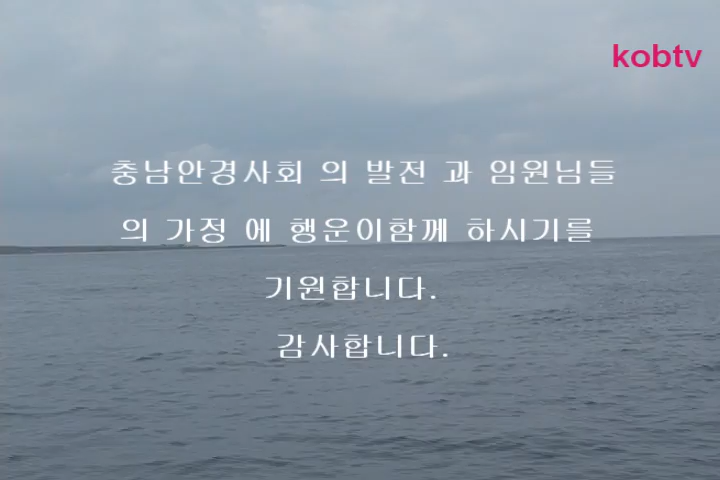 kobtv
충남안경사회 의 발전 과 임원님들
의 가정 에 행운이함께 하시기를
기원합니다.
감사합니다.